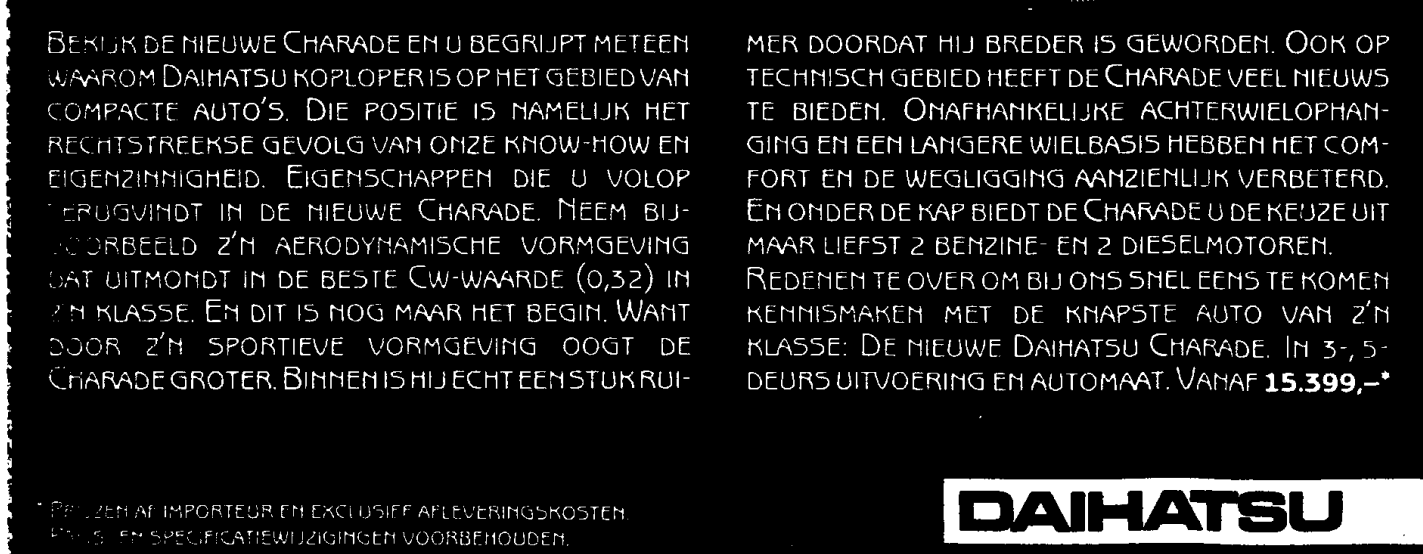 BEKIJK DE NIEUWE CHARADE EN U BEGRIJPT METEEN
WAAROM DAIHATSU KOPLOPER IS OP HET GEBIED VAN
COMPACTE AUTO'S. DIE POSITIE IS NAMELIJK HET
RECHTSTREEKSE GEVOLG VAN ONZE KNOW-HOW EN
EIGENZINNIGHEID. EIGENSCHAPPEN DIE U VOLOP
TERUGVINDT IN DE NIEUWE CHARADE. NEEM BIJ-
VOORBEELD Z'N AERODYNAMISCHE VORMGEVING
DAT UITMONDT IN DE BESTE CW-WAARDE (0,32) IN
Z'N KLASSE. EN DIT IS NOG MAAR HET BEGIN. WANT
DOOR Z'N SPORTIEVE VORMGEVING OOGT DE
CHARADE GROTER. BINNEN IS HIJ ECHT EEN STUK RUI-
MER DOORDAT HIJ BREDER IS GEWORDEN. OOK OP
TECHNISCH GEBIED HEEFT DE CHARADE VEEL NIEUWS
TE BIEDEN. ONAFHANKELIJKE ACHTERWIELOPHAN-
GING EN EEN LANGERE WIELBASIS HEBBEN HET COM-
FORT EN DE WEGLIGGING AANZIENLIJK VERBETERD.
EN ONDER DE KAP BIEDT DE CHARADE U DE KEUZE UIT
MAAR LIEFST 2 BENZINE- EN 2 DIESELMOTOREN.
REDENEN TE OVER OM BIJ ONS SNEL EENS TE KOMEN
KENNISMAKEN MET DE KNAPSTE AUTO VAN Z'N
KLASSE: DE NIEUWE DAIHATSU CHARADE. IN 3-, 5-
DEURS UITVOERING EN AUTOMAAT. VANAF 15.399,-*
* PRIJZEN AF IMPORTEUR EN EXCLUSIEF AFLEVERINGSKOSTEN.
PRIJS- EN SPECIFICATIEWIJZIGINGEN VOORBEHOUDEN.
DAIHATSU